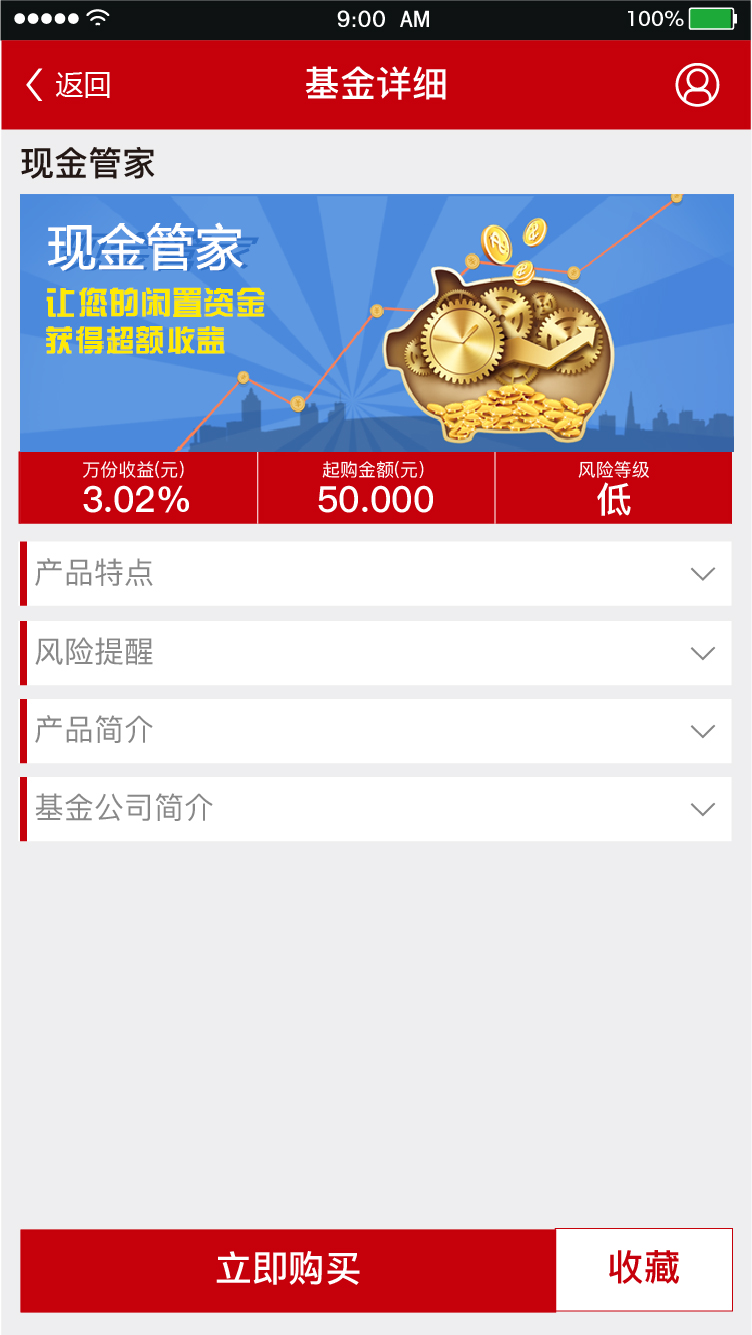 9:00 AM
100%
返回
基金详细
现金管家
现金管家
让您的闲置资金
获得超额收益
万份收益(元)
3.02%
起购金额(元)
50.000
风险等级
低
产品特点
风险提醒
产品简介
基金公司简介
立即购买
收藏